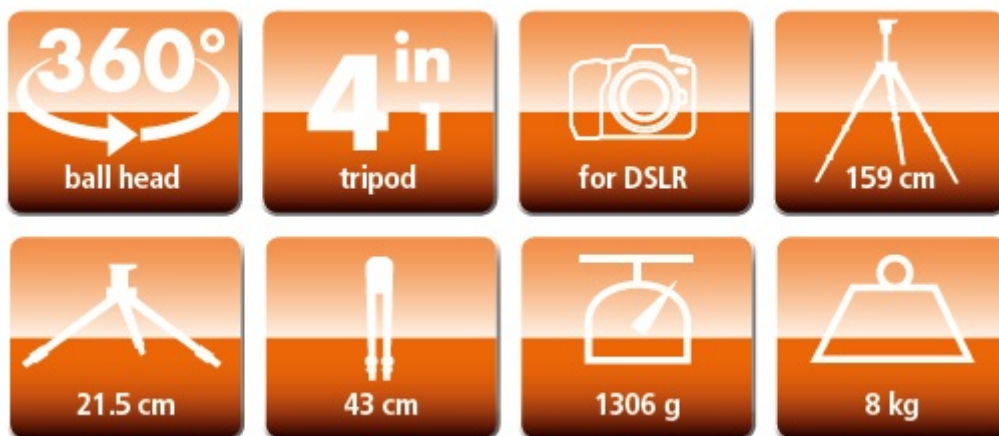 360°
ball head
4 in 1
tripod
for DSLR
159 cm
21.5 cm
43 cm
1306 g
8 kg